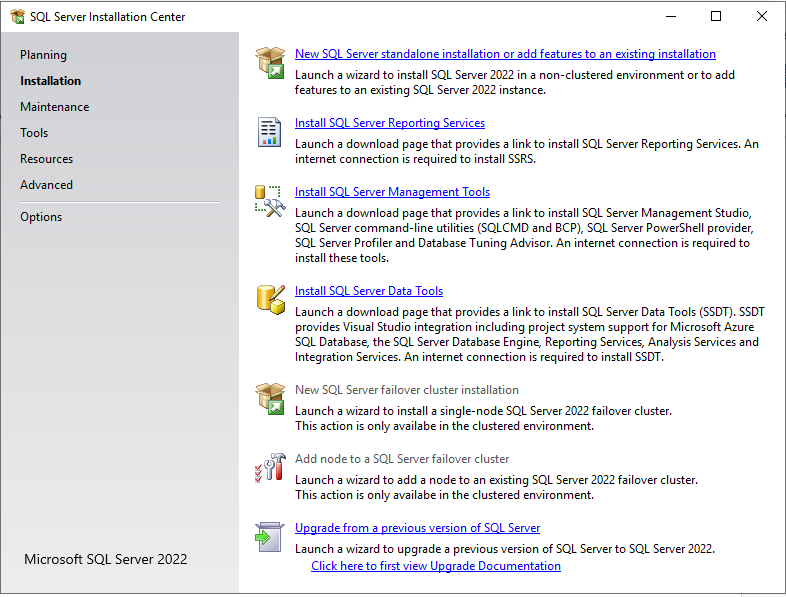 SQL Server Installation Center
Planning
Installation
Maintenance
Tools
Resources
Advanced
Options
Microsoft SQL Server 2022
New SQL Server standalone installation or add features to an existing installation
Launch a wizard to install SQL Server 2022 in a non-clustered environment or to add
features to an existing SQL Server 2022 instance.
Install SQL Server Reporting Services
Launch a download page that provides a link to install SQL Server Reporting Services. An
internet connection is required to install SSRS.
Install SQL Server Management Tools
Launch a download page that provides a link to install SQL Server Management Studio,
SQL Server command-line utilities (SQLCMD and BCP), SQL Server PowerShell provider,
SQL Server Profiler and Database Tuning Advisor. An internet connection is required to
install these tools.
Install SQL Server Data Tools
Launch a download page that provides a link to install SQL Server Data Tools (SSDT). SSDT
provides Visual Studio integration including project system support for Microsoft Azure
SQL Database, the SQL Server Database Engine, Reporting Services, Analysis Services and
Integration Services. An internet connection is required to install SSDT.
New SQL Server failover cluster installation
Launch a wizard to install a single-node SQL Server 2022 failover cluster.
This action is only availabe in the clustered environment.
Add node to a SQL Server failover cluster
Launch a wizard to add a node to an existing SQL Server 2022 failover cluster.
This action is only availabe in the clustered environment.
Upgrade from a previous version of SQL Server
Launch a wizard to upgrade a previous version of SQL Server to SQL Server 2022.
Click here to first view Upgrade Documentation